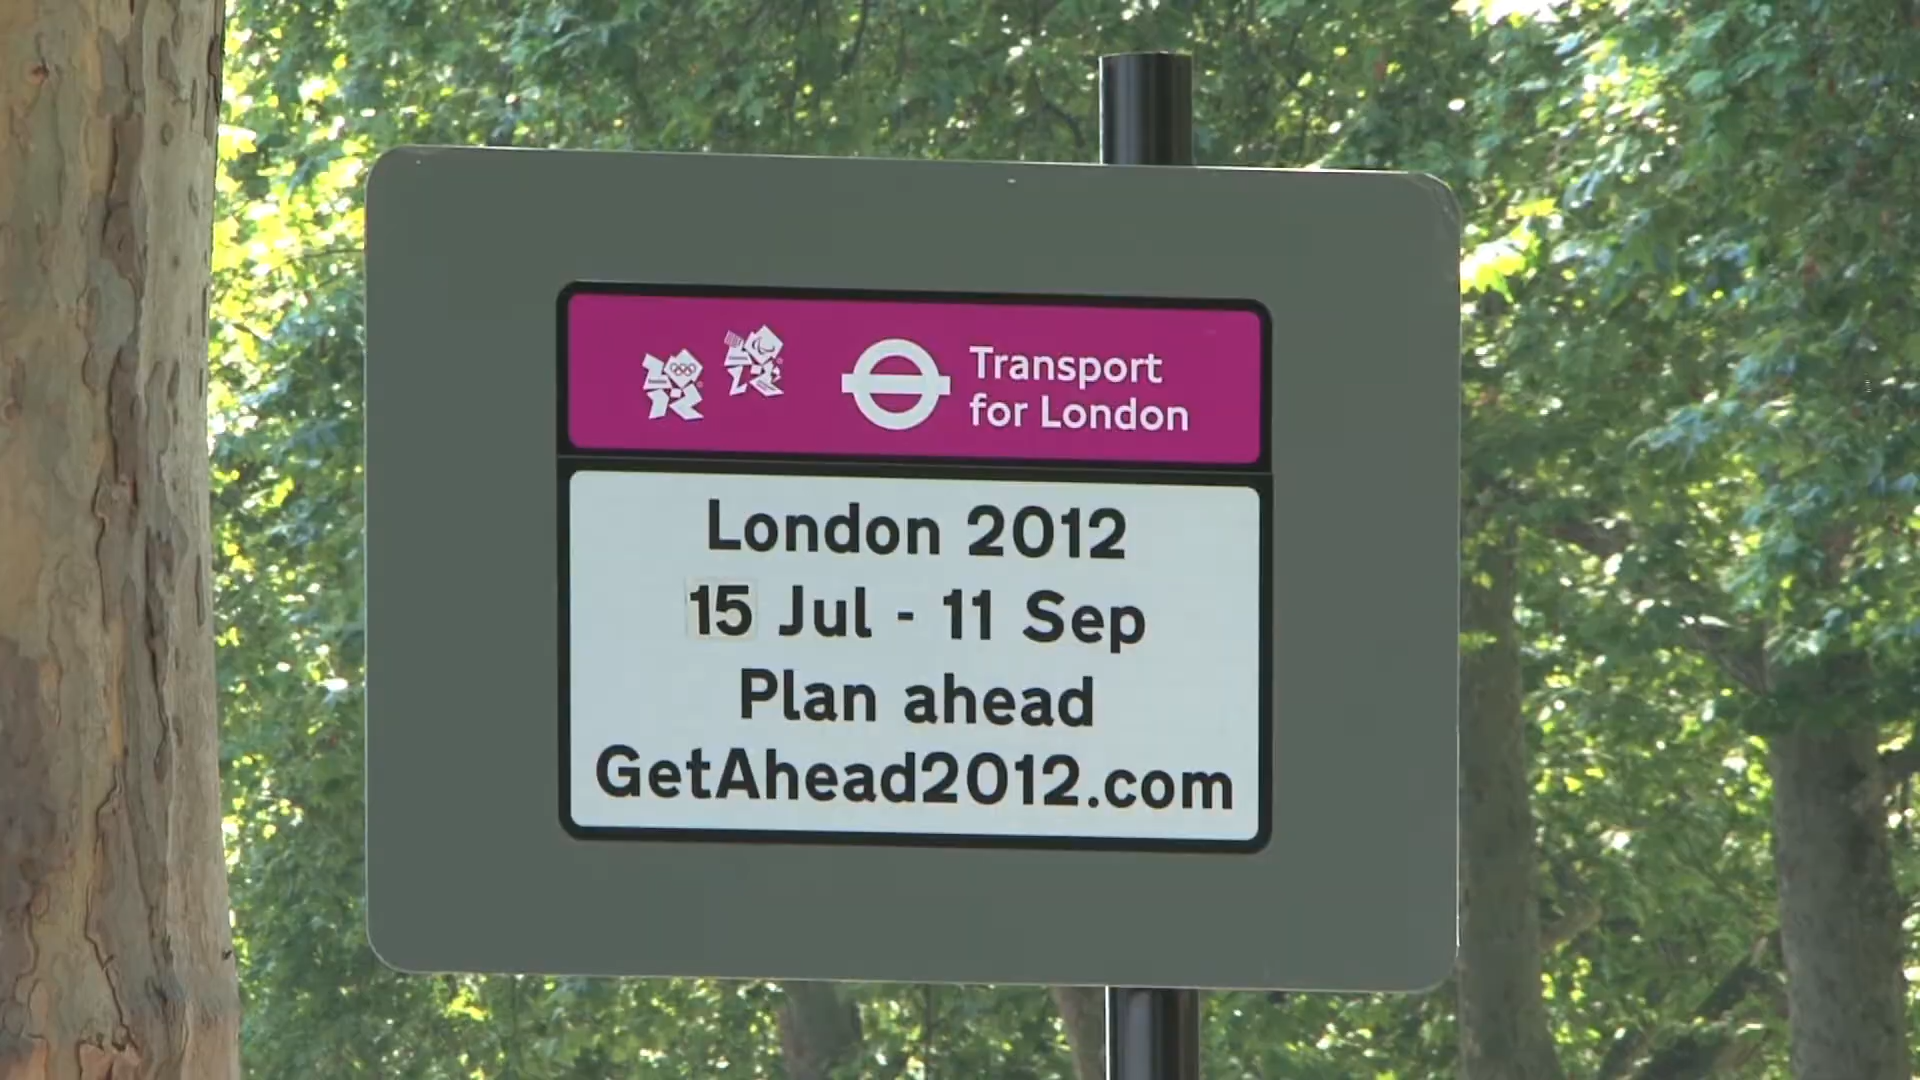 Transport
for London
London 2012
15 Jul - 11 Sep
Plan ahead
GetAhead2012.com